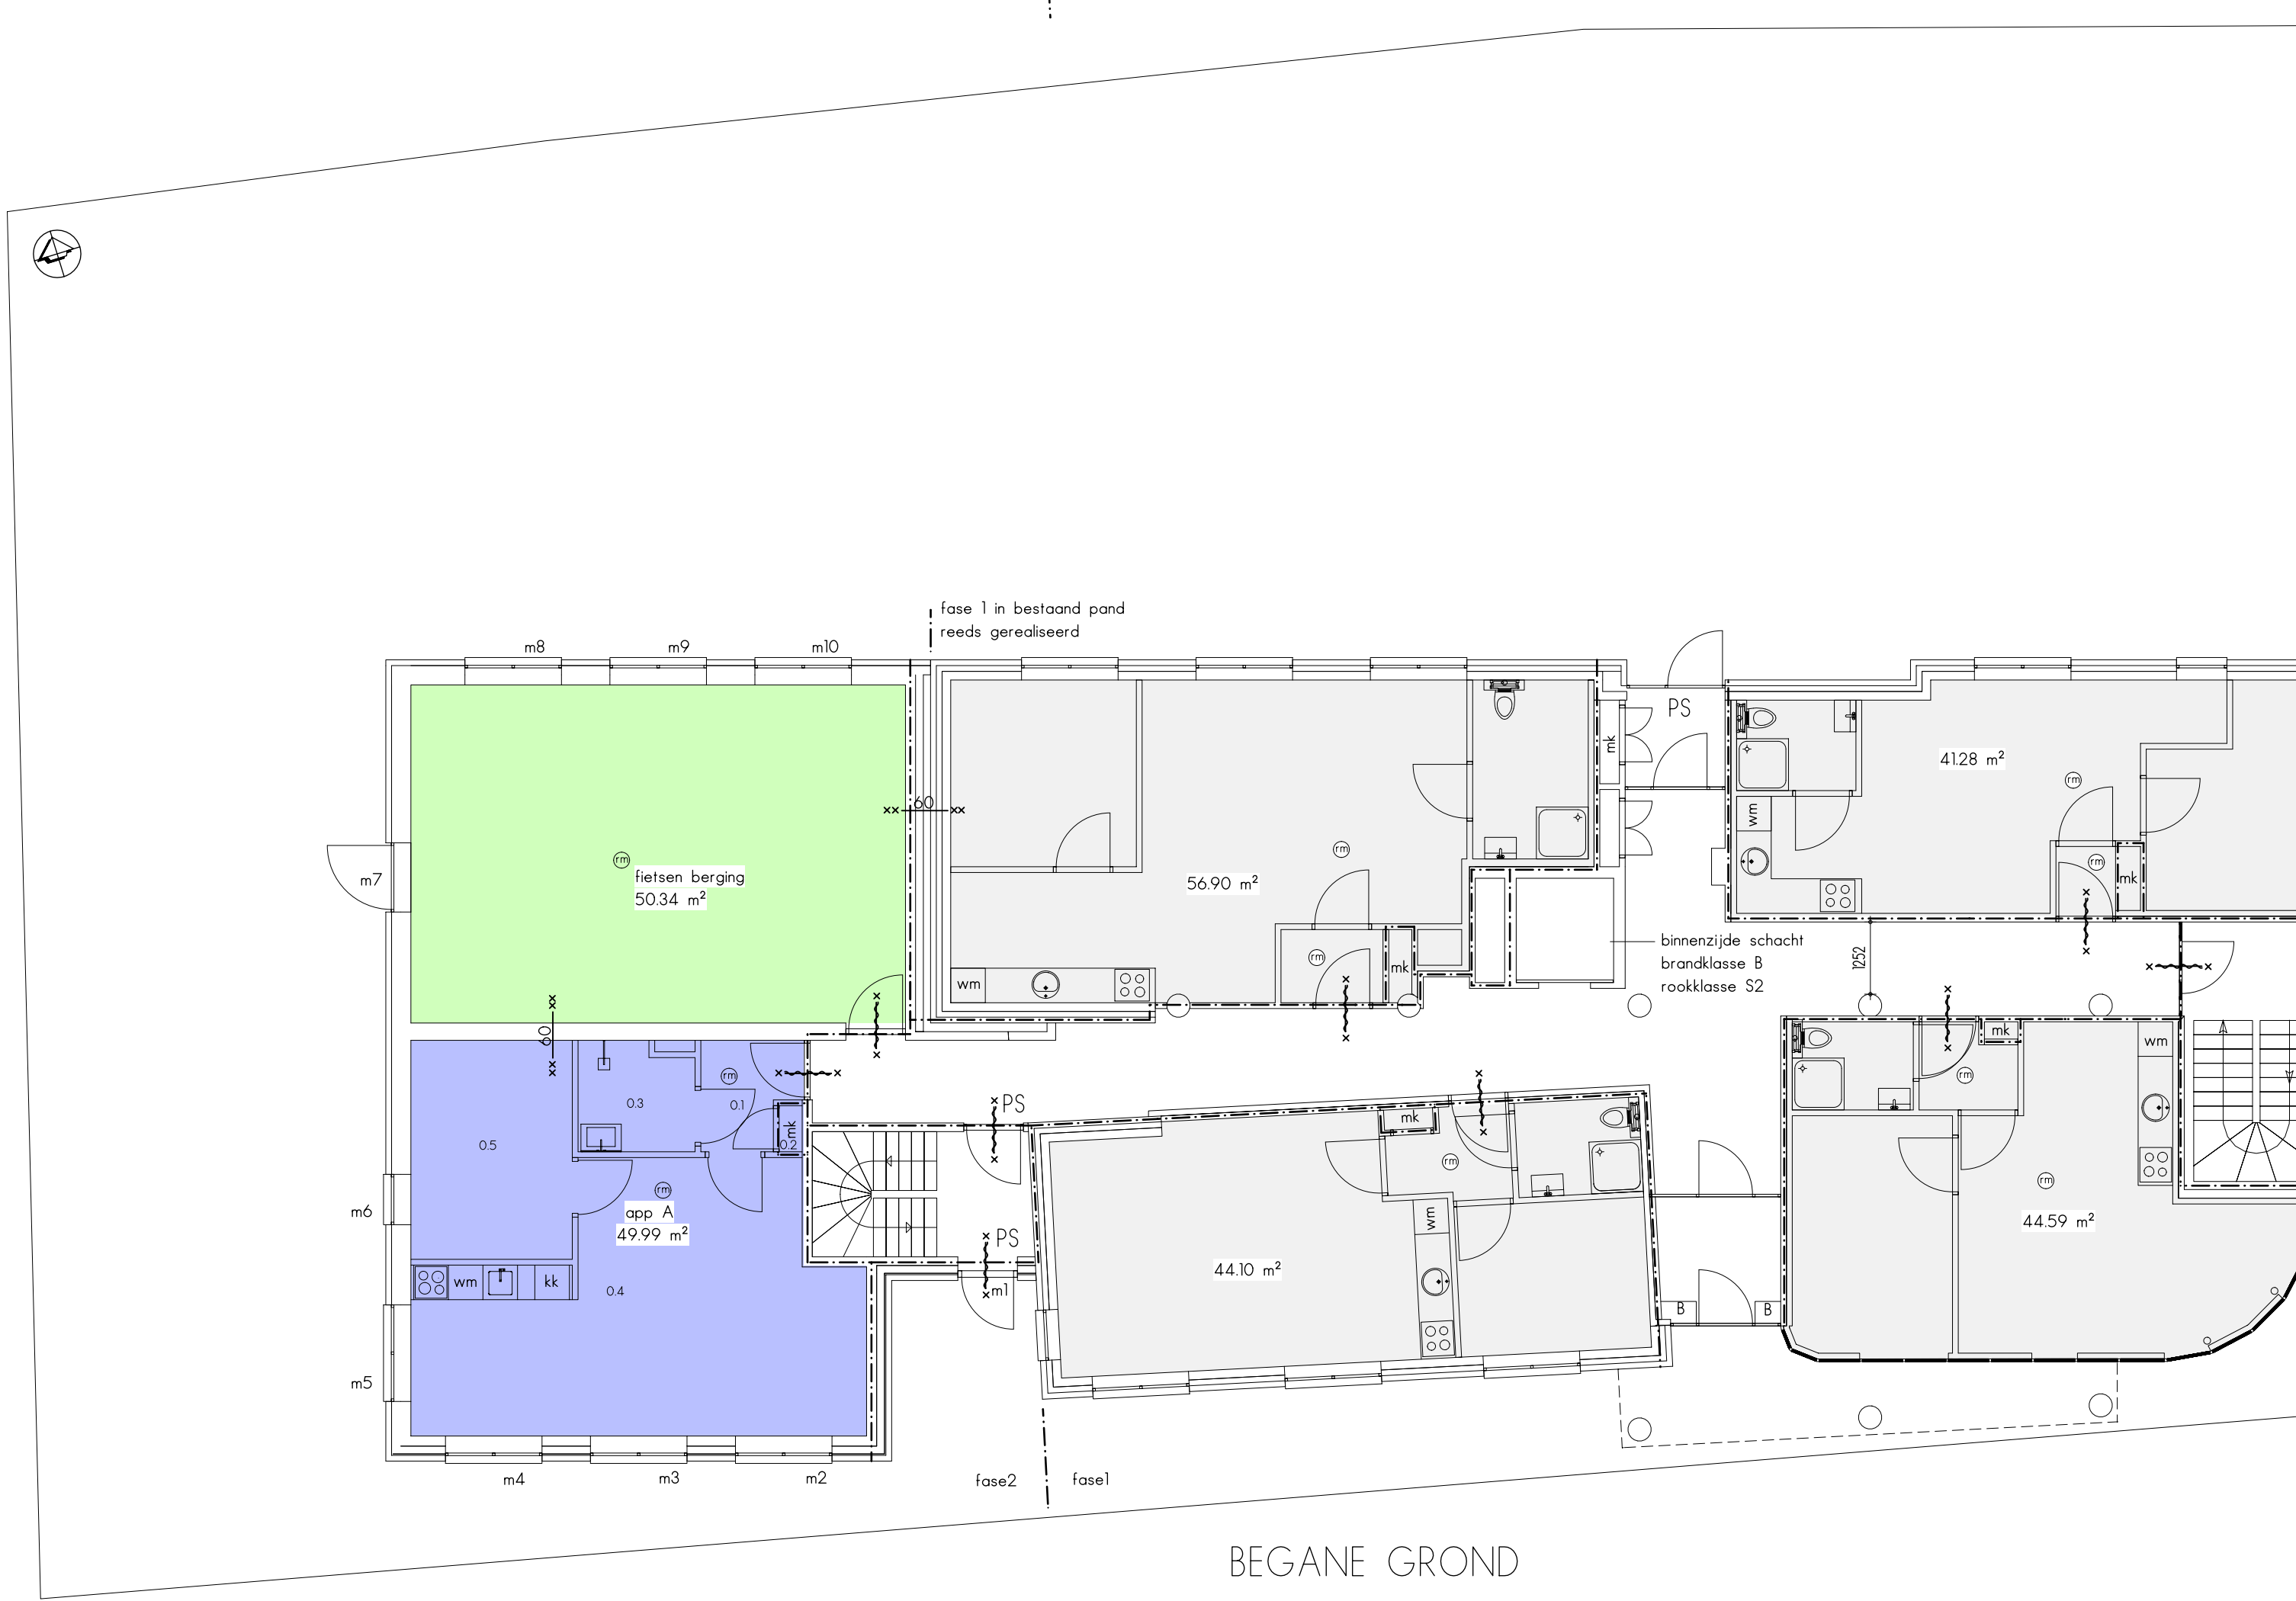 fase 1 in bestaand pand
reeds gerealiseerd
m8
m9
m10
PS
mk
41.28 m²
rm
60
wm
rm
rm
fietsen berging
50.34 m²
m7
rm
56.90 m²
rm
mk
mk
wm
rm
mk
binnenzijde schacht
brandklasse B
rookklasse S2
1252
60
rm
0.3
0.1
mk
0.2
0.5
PS
mk
rm
wm
mk
rm
wm
rm
44.59 m²
m6
rm
app A
49.99 m²
PS
wm
kk
0.4
m1
44.10 m²
B
B
m5
m4
m3
m2
fase2
fase1
BEGANE GROND